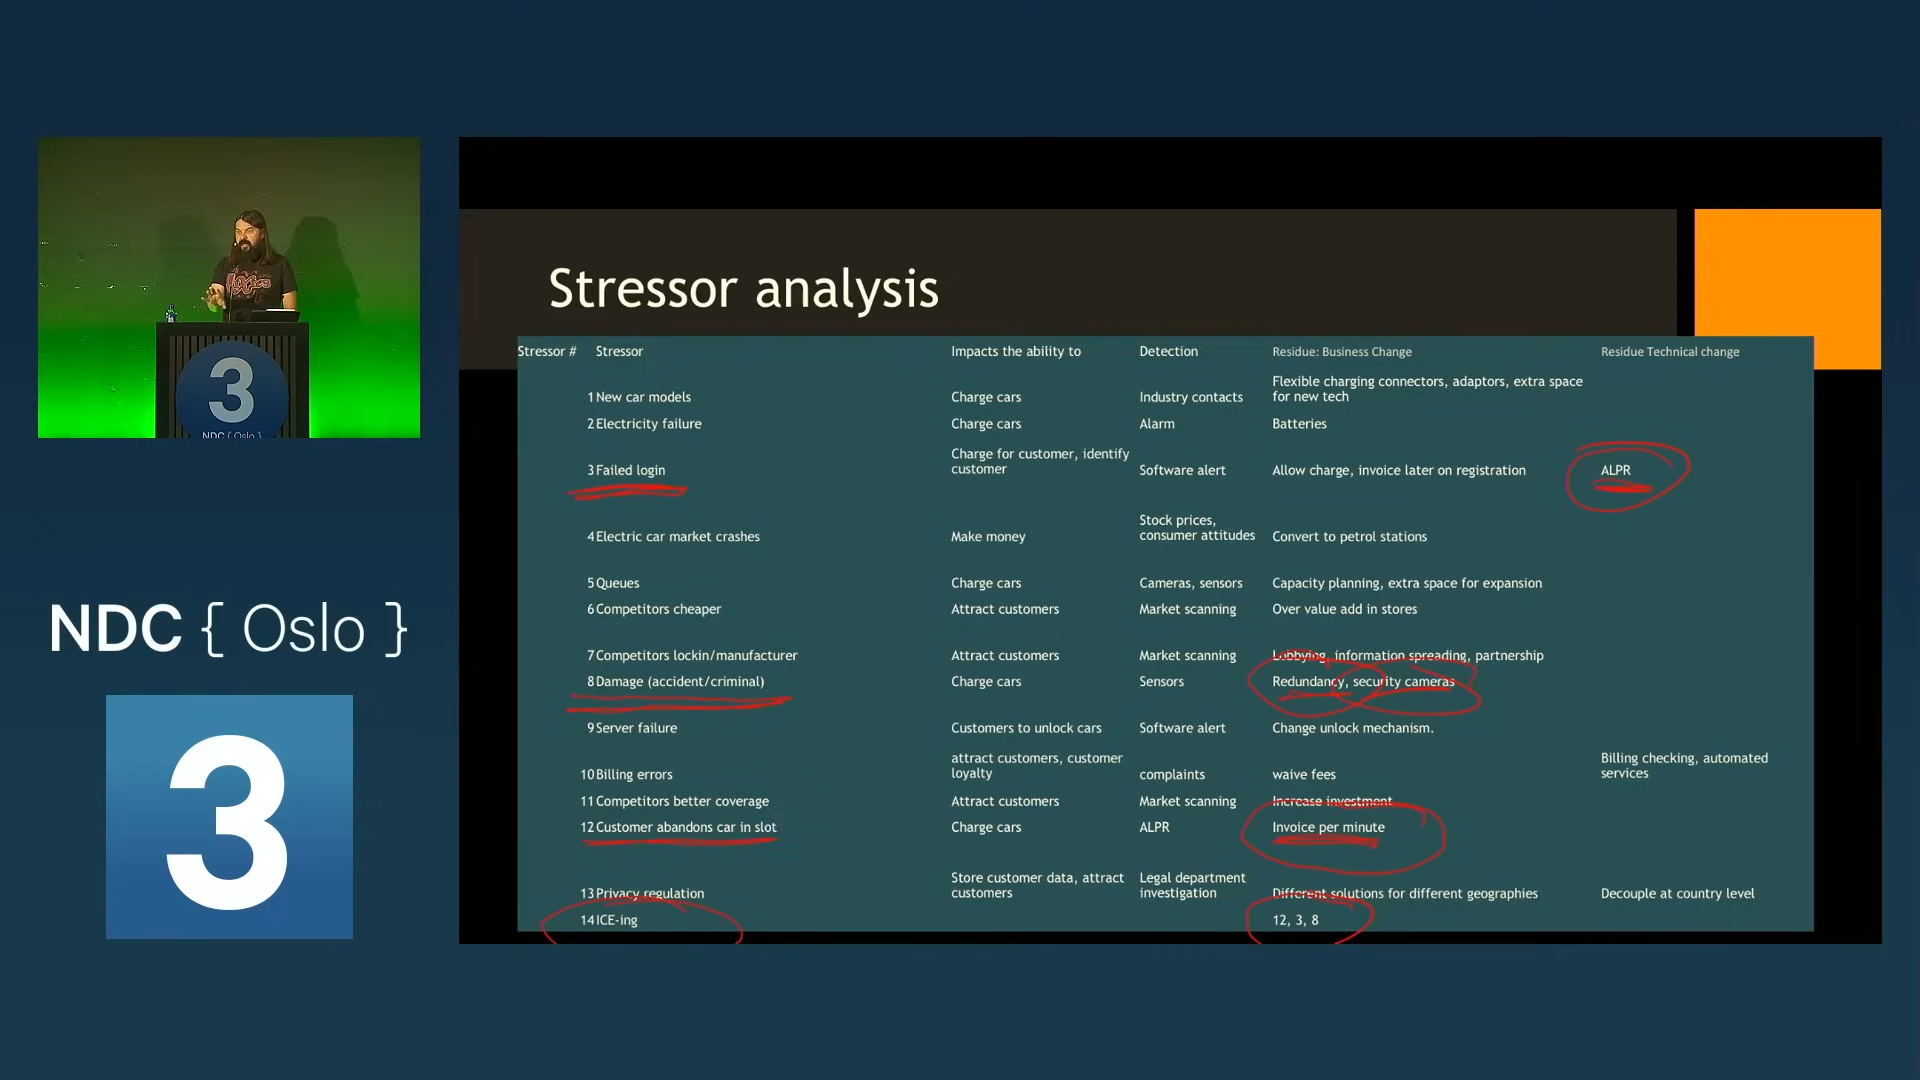 Stressor analysis
Stressor # Stressor Impacts the ability to Detection Residue: Business Change Residue Technical change
1 New car models Charge cars Industry contacts Flexible charging connectors, adaptors, extra space
for new tech
2 Electricity failure Charge cars Alarm Batteries
3 Failed login Charge for customer, identify
customer Software alert Allow charge, invoice later on registration ALPR
4 Electric car market crashes Make money Stock prices,
consumer attitudes Convert to petrol stations
5 Queues Charge cars Cameras, sensors Capacity planning, extra space for expansion
6 Competitors cheaper Attract customers Market scanning Over value add in stores
7 Competitors lockin/manufacturer Attract customers Market scanning Lobbying, information spreading, partnership
8 Damage (accident/criminal) Charge cars Sensors Redundancy, security cameras
9 Server failure Customers to unlock cars Software alert Change unlock mechanism.
10 Billing errors attract customers, customer
loyalty complaints waive fees Billing checking, automated
services
11 Competitors better coverage Attract customers Market scanning Increase investment
12 Customer abandons car in slot Charge cars ALPR Invoice per minute
13 Privacy regulation Store customer data, attract
customers Legal department
investigation Different solutions for different geographies Decouple at country level
14 ICE-ing 12, 3, 8
3
NDC { Oslo }
NDC { Oslo }
3